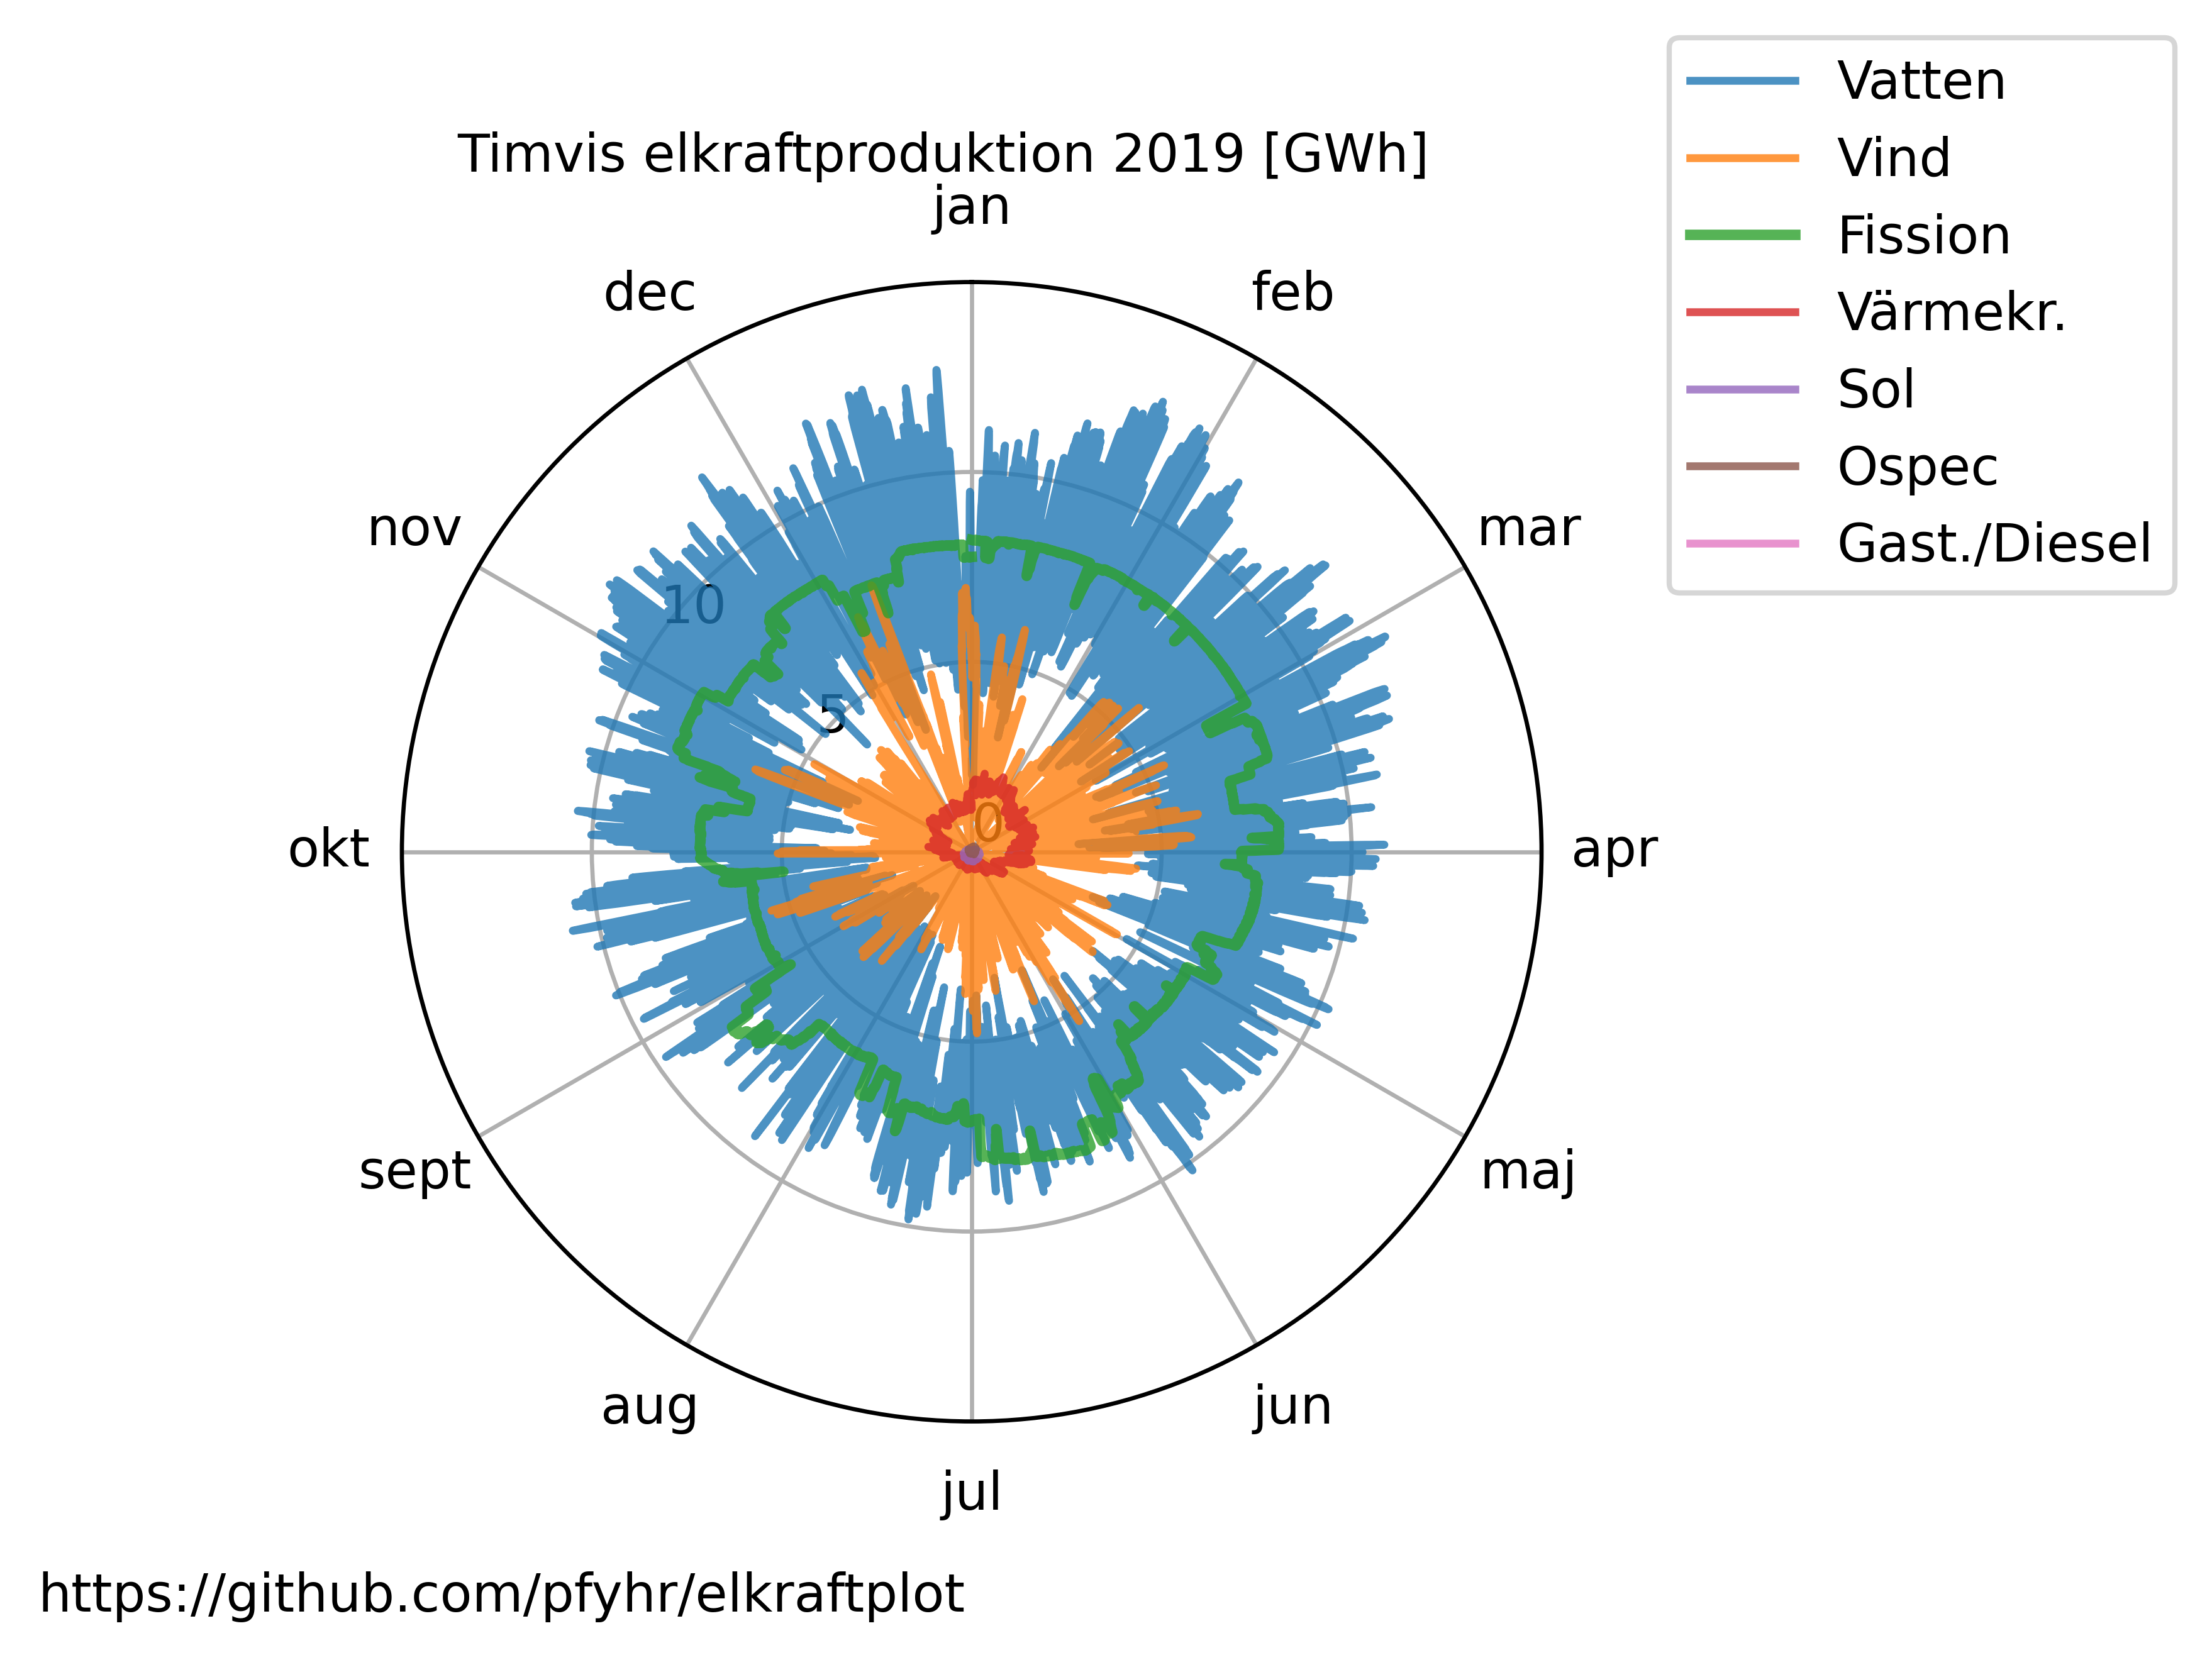 Timvis elkraftproduktion 2019 [GWh]
jan
feb
mar
apr
maj
jun
jul
aug
sept
okt
nov
dec
0
5
10
Vatten
Vind
Fission
Värmekr.
Sol
Ospec
Gast./Diesel
https://github.com/pfyhr/elkraftplot